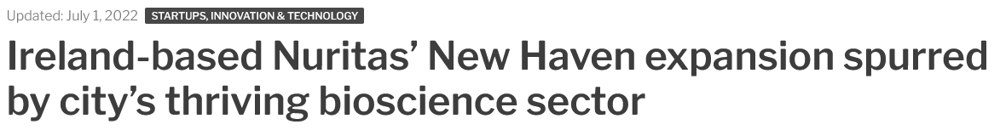 Updated: July 1, 2022 STARTUPS, INNOVATION & TECHNOLOGY
Ireland-based Nuritas’ New Haven expansion spurred
by city’s thriving bioscience sector